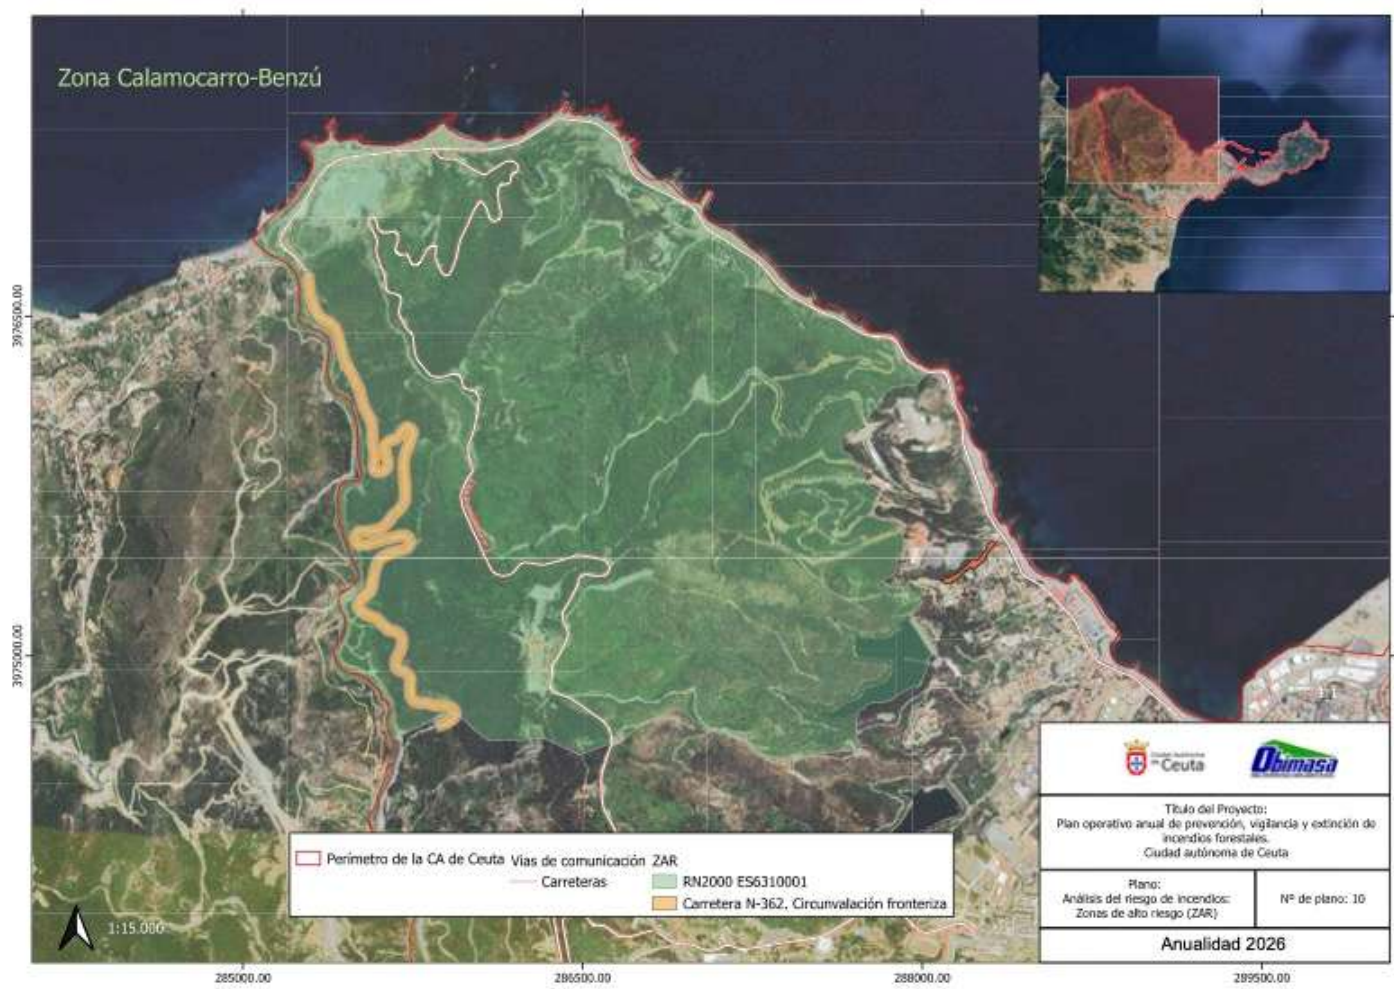 Zona Calamocarro-Benzú
3976500.00
3975000.00
Perímetro de la CA de Ceuta
Vías de comunicación
Carreteras
ZAR
RN2000 ES6310001
Carretera N-362. Circunvalación fronteriza
1:15.000
285000.00
286500.00
288000.00
289500.00
Ciudad Autónoma
de Ceuta
Obimasa
Título del Proyecto:
Plan operativo anual de prevención, vigilancia y extinción de
incendios forestales.
Ciudad autónoma de Ceuta
Plano:
Análisis del riesgo de incendios:
Zonas de alto riesgo (ZAR)
Nº de plano: 10
Anualidad 2026